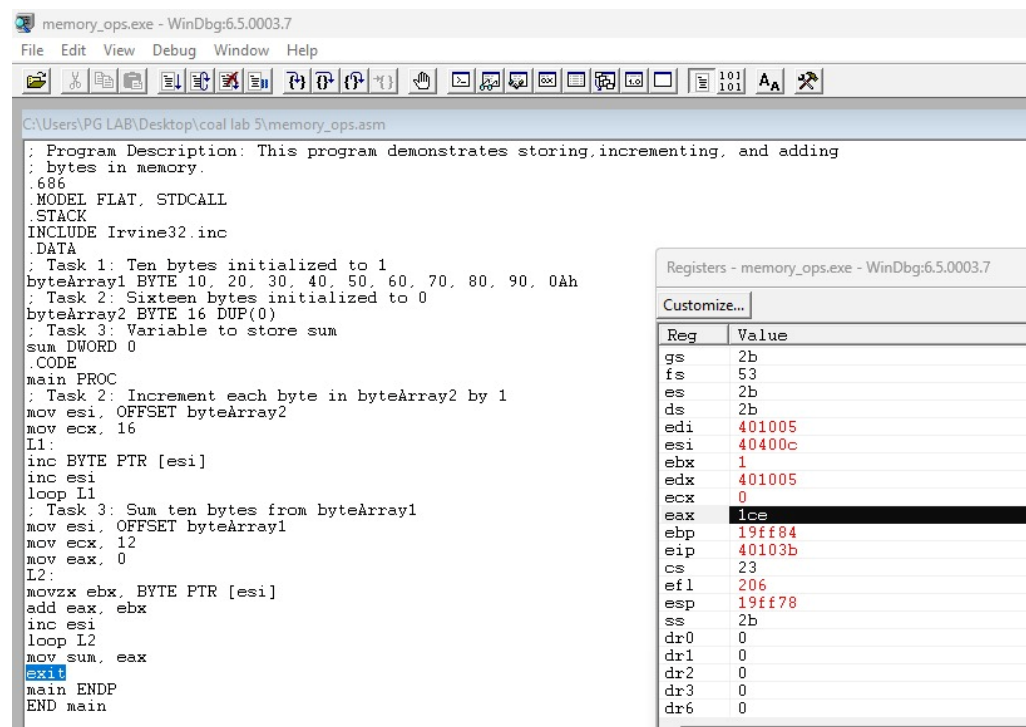 memory_ops.exe - WinDbg:6.5.0003.7
File Edit View Debug Window Help
C:\Users\PG LAB\Desktop\coal lab 5\memory_ops.asm
; Program Description: This program demonstrates storing,incrementing, and adding
; bytes in memory.
.686
.MODEL FLAT, STDCALL
.STACK
INCLUDE Irvine32.inc
.DATA
; Task 1: Ten bytes initialized to 1
byteArray1 BYTE 10, 20, 30, 40, 50, 60, 70, 80, 90, 0Ah
; Task 2: Sixteen bytes initialized to 0
byteArray2 BYTE 16 DUP(0)
; Task 3: Variable to store sum
sum DWORD 0
.CODE
main PROC
; Task 2: Increment each byte in byteArray2 by 1
mov esi, OFFSET byteArray2
mov ecx, 16
L1:
inc BYTE PTR [esi]
inc esi
loop L1
; Task 3: Sum ten bytes from byteArray1
mov esi, OFFSET byteArray1
mov ecx, 12
mov eax, 0
L2:
movzx ebx, BYTE PTR [esi]
add eax, ebx
inc esi
loop L2
mov sum, eax
exit
main ENDP
END main
Registers - memory_ops.exe - WinDbg:6.5.0003.7
Customize...
Reg Value
gs 2b
fs 53
es 2b
ds 2b
edi 401005
esi 40400c
ebx 1
edx 401005
ecx 0
eax 1ce
ebp 19ff84
eip 40103b
cs 23
efl 206
esp 19ff78
ss 2b
dr0 0
dr1 0
dr2 0
dr3 0
dr6 0